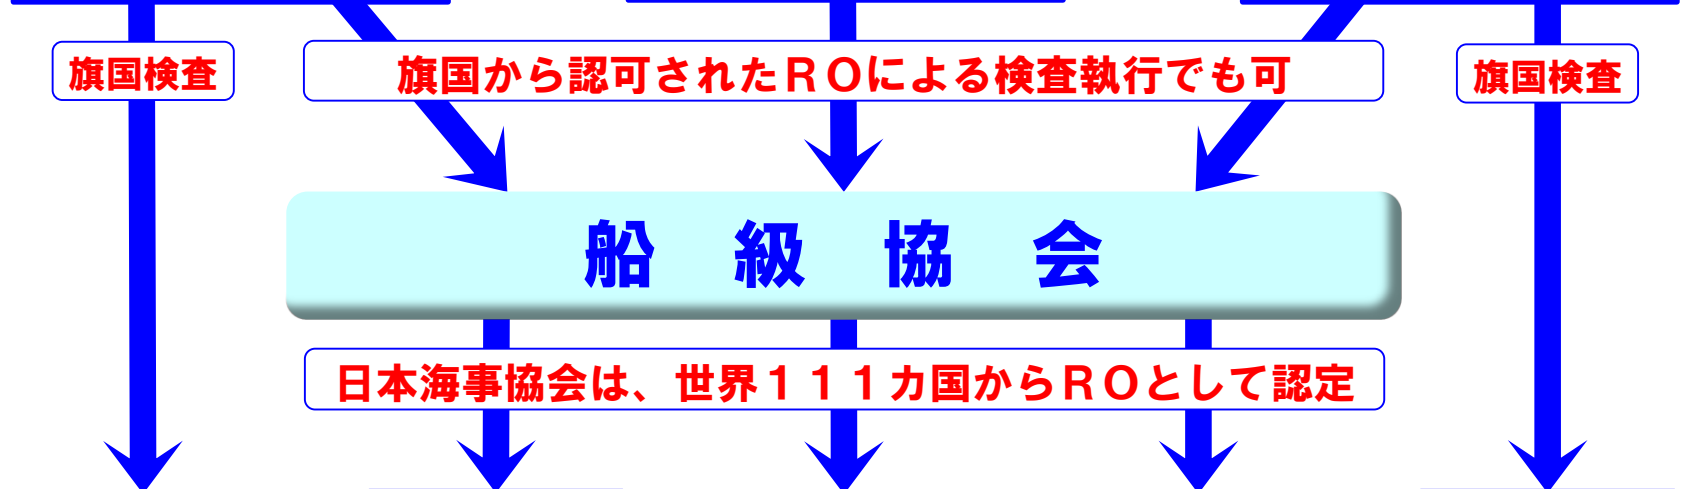 旗国検査
旗国から認可されたＲＯによる検査執行でも可
旗国検査
船　級　協　会
日本海事協会は、世界１１１カ国からＲＯとして認定